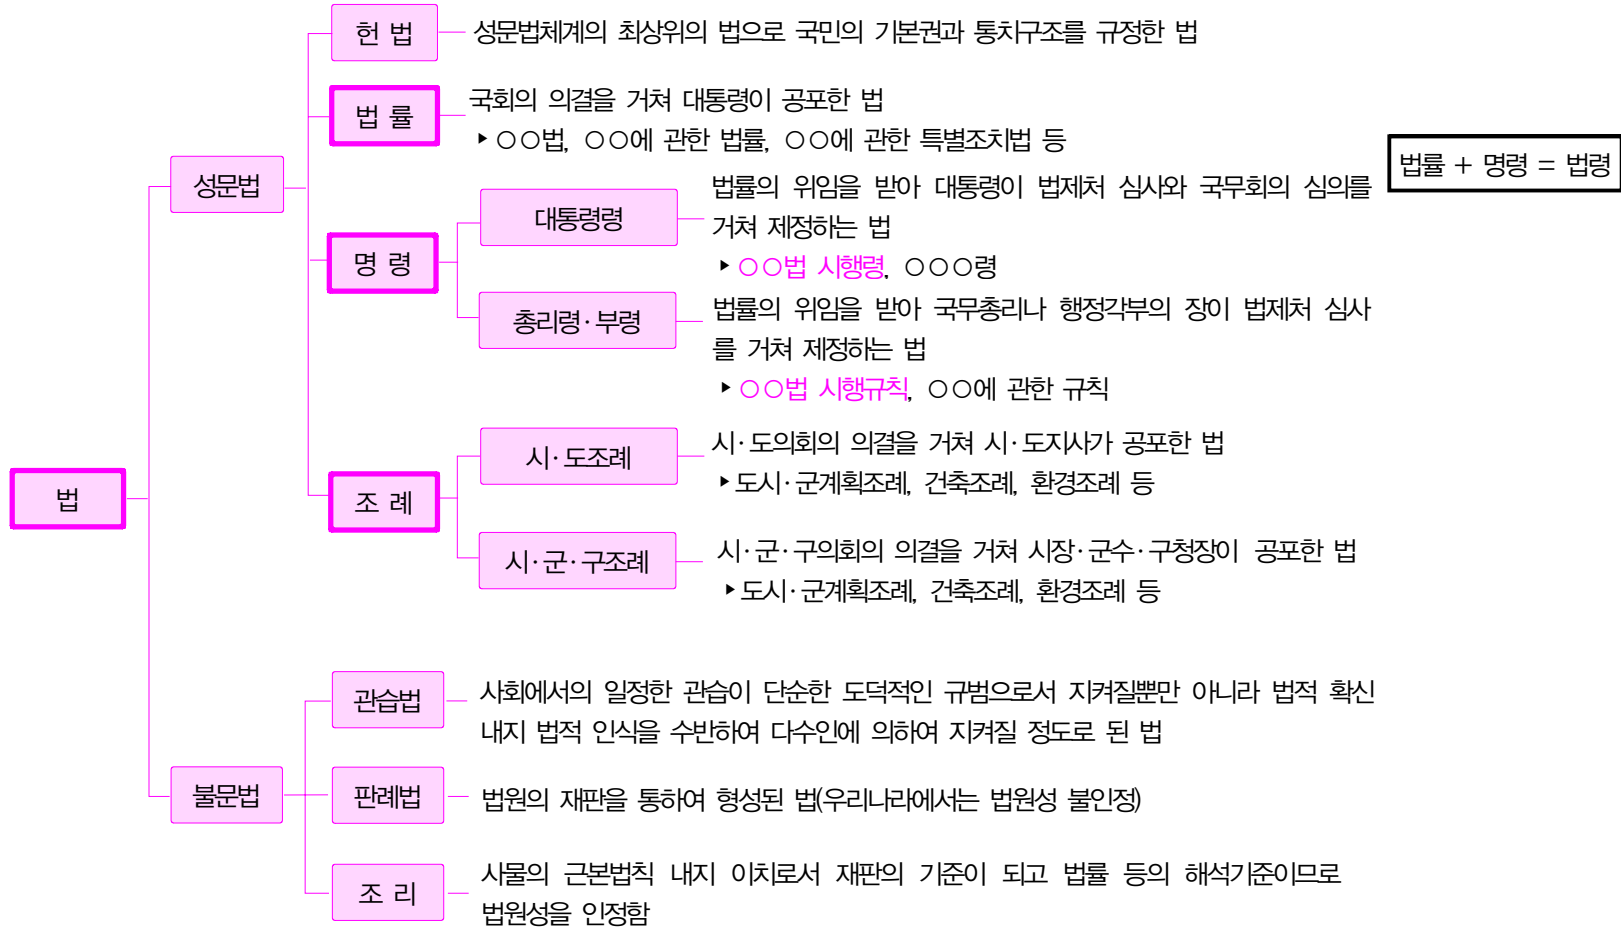 헌 법
성문법체계의 최상위의 법으로 국민의 기본권과 통치구조를 규정한 법
법 률
국회의 의결을 거쳐 대통령이 공포한 법
▶ ○○법, ○○에 관한 법률, ○○에 관한 특별조치법 등
법률 + 명령 = 법령
성문법
명 령
대통령령
법률의 위임을 받아 대통령이 법제처 심사와 국무회의 심의를
거쳐 제정하는 법
▶ ○○법 시행령, ○○○령
총리령·부령
법률의 위임을 받아 국무총리나 행정각부의 장이 법제처 심사
를 거쳐 제정하는 법
▶ ○○법 시행규칙, ○○에 관한 규칙
조 례
시·도조례
시·도의회의 의결을 거쳐 시·도지사가 공포한 법
▶ 도시·군계획조례, 건축조례, 환경조례 등
법
시·군·구조례
시·군·구의회의 의결을 거쳐 시장·군수·구청장이 공포한 법
▶ 도시·군계획조례, 건축조례, 환경조례 등
불문법
관습법
사회에서의 일정한 관습이 단순한 도덕적인 규범으로서 지켜질뿐만 아니라 법적 확신
내지 법적 인식을 수반하여 다수인에 의하여 지켜질 정도로 된 법
판례법
법원의 재판을 통하여 형성된 법(우리나라에서는 법원성 불인정)
조 리
사물의 근본법칙 내지 이치로서 재판의 기준이 되고 법률 등의 해석기준이므로
법원성을 인정함